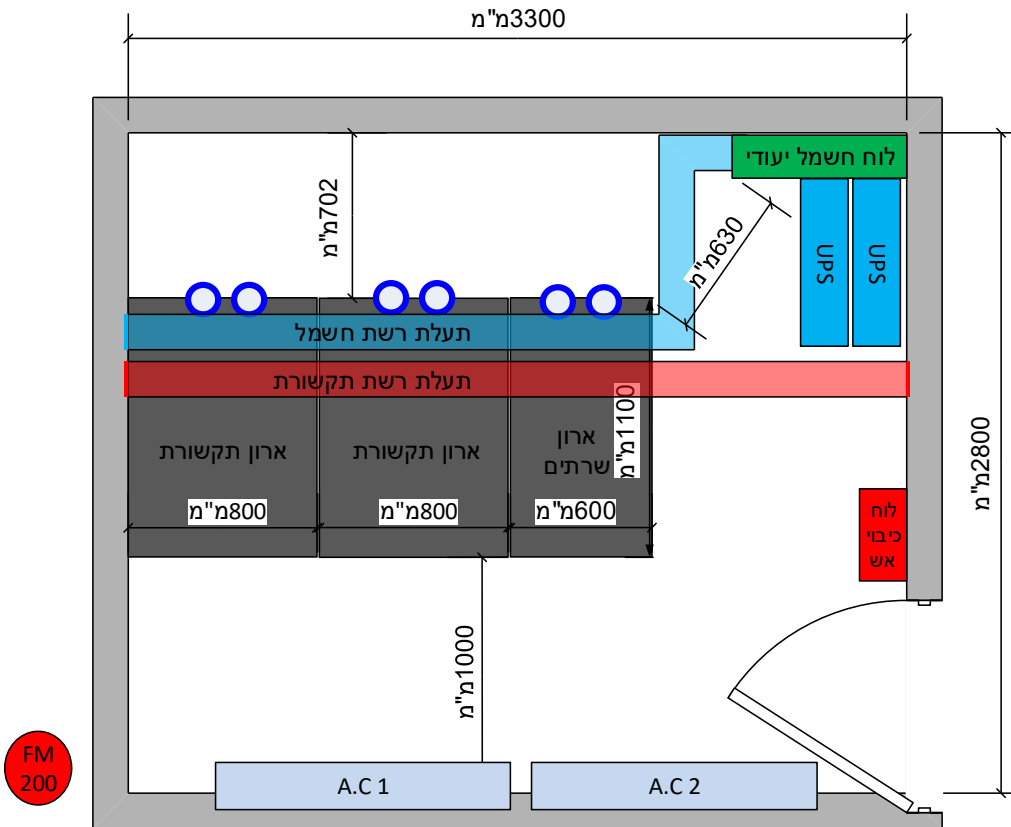 3300מ"מ
לוח חשמל יעודי
702מ"מ
630מ"מ
UPS
UPS
תעלת רשת חשמל
תעלת רשת תקשורת
1100מ"מ
ארון תקשורת
ארון תקשורת
ארון
שרתים
2800מ"מ
800מ"מ
800מ"מ
600מ"מ
לוח
כיבוי
אש
1000מ"מ
FM
200
A.C 1
A.C 2